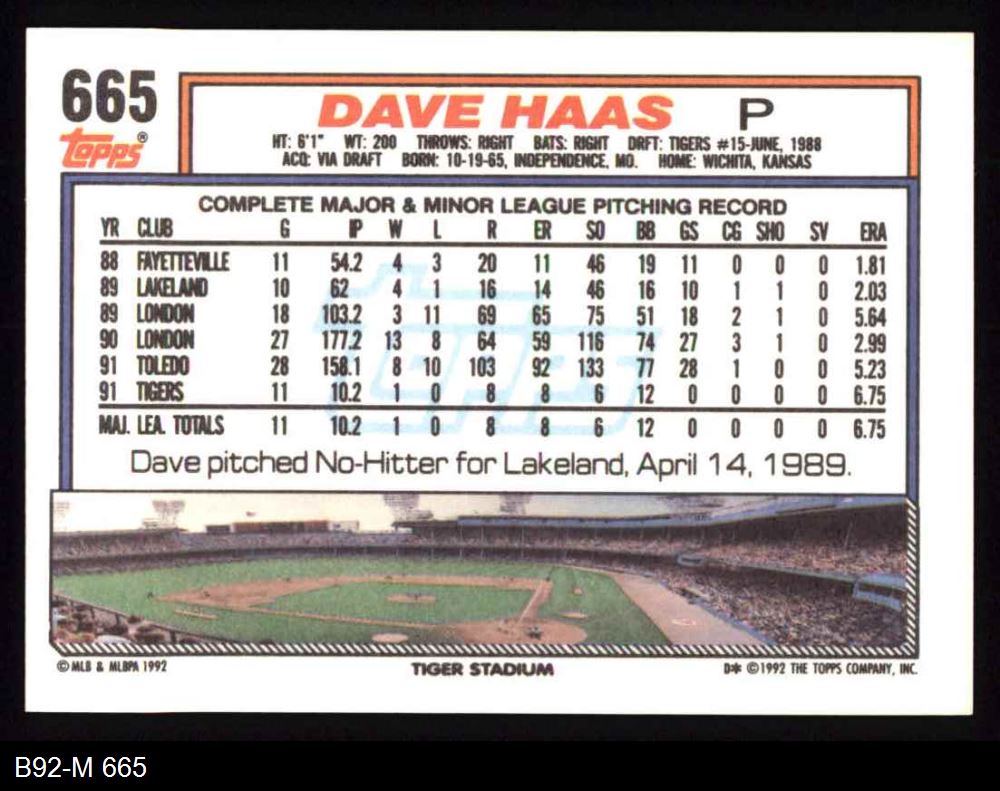 665
Topps®
DAVE HAAS P
HT: 6'1" WT: 200 THROWS: RIGHT BATS: RIGHT DRFT: TIGERS #15-JUNE, 1988
ACQ: VIA DRAFT BORN: 10-19-65, INDEPENDENCE, MO. HOME: WICHITA, KANSAS
COMPLETE MAJOR & MINOR LEAGUE PITCHING RECORD
YR CLUB G IP W L R ER SO BB GS CG SHO SV ERA
88 FAYETTEVILLE 11 54.2 4 3 20 11 46 19 11 0 0 0 1.81
89 LAKELAND 10 62 4 1 16 14 46 16 10 1 1 0 2.03
89 LONDON 18 103.2 3 11 69 65 75 51 18 2 1 0 5.64
90 LONDON 27 177.2 13 8 64 59 116 74 27 3 1 0 2.99
91 TOLEDO 28 158.1 8 10 103 92 133 77 28 1 0 0 5.23
91 TIGERS 11 10.2 1 0 8 8 6 12 0 0 0 0 6.75
MAJ. LEA. TOTALS 11 10.2 1 0 8 8 6 12 0 0 0 0 6.75
Topps
Dave pitched No-Hitter for Lakeland, April 14, 1989.
© MLB & MLBPA 1992 TIGER STADIUM D* ©1992 THE TOPPS COMPANY, INC.
B92-M 665